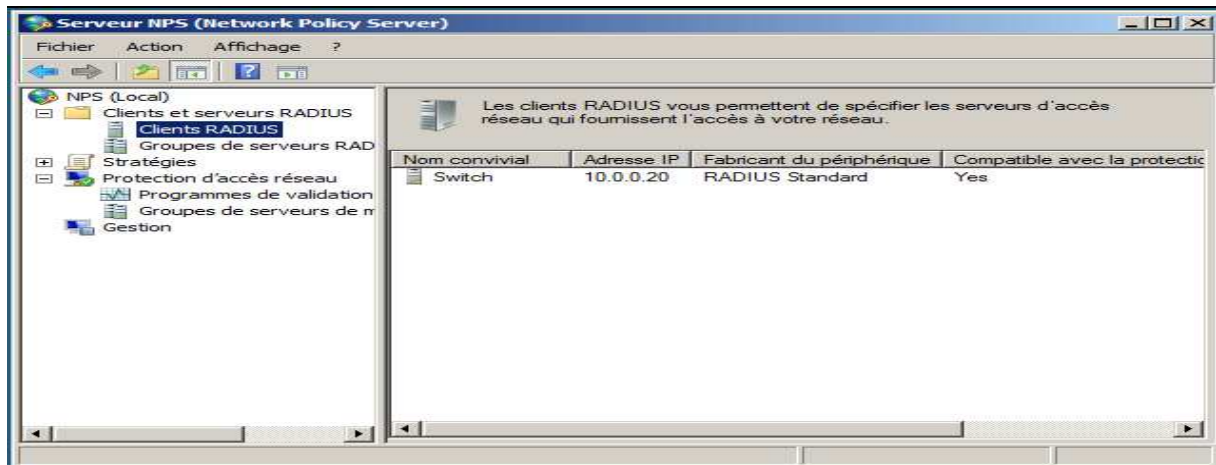 Serveur NPS (Network Policy Server)
Fichier Action Affichage ?
NPS (Local)
Clients et serveurs RADIUS
Clients RADIUS
Groupes de serveurs RAD
Stratégies
Protection d'accès réseau
Programmes de validation
Groupes de serveurs de m
Gestion
Les clients RADIUS vous permettent de spécifier les serveurs d'accès
réseau qui fournissent l'accès à votre réseau.
Nom convivial Adresse IP Fabricant du périphérique Compatible avec la protectic
Switch 10.0.0.20 RADIUS Standard Yes